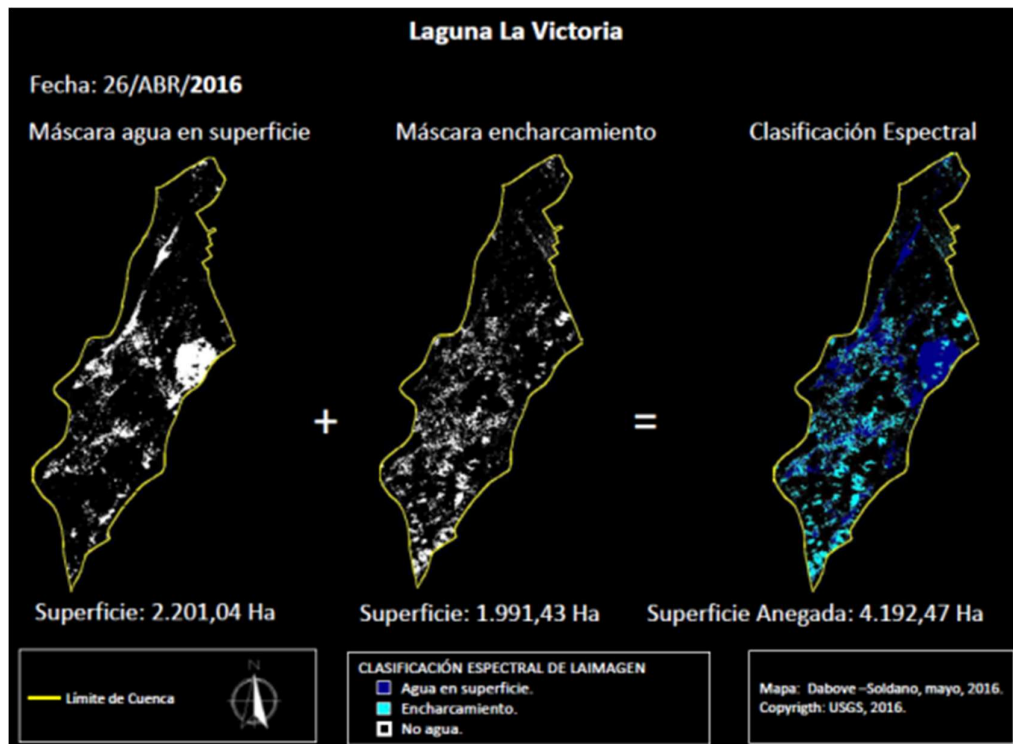 Laguna La Victoria
Fecha: 26/ABR/2016
Máscara agua en superficie
Máscara encharcamiento
Clasificación Espectral
+
=
Superficie: 2.201,04 Ha
Superficie: 1.991,43 Ha
Superficie Anegada: 4.192,47 Ha
Límite de Cuenca
N
CLASIFICACIÓN ESPECTRAL DE LAIMAGEN
Agua en superficie.
Encharcamiento.
No agua.
Mapa: Dabove –Soldano, mayo, 2016.
Copyrigth: USGS, 2016.